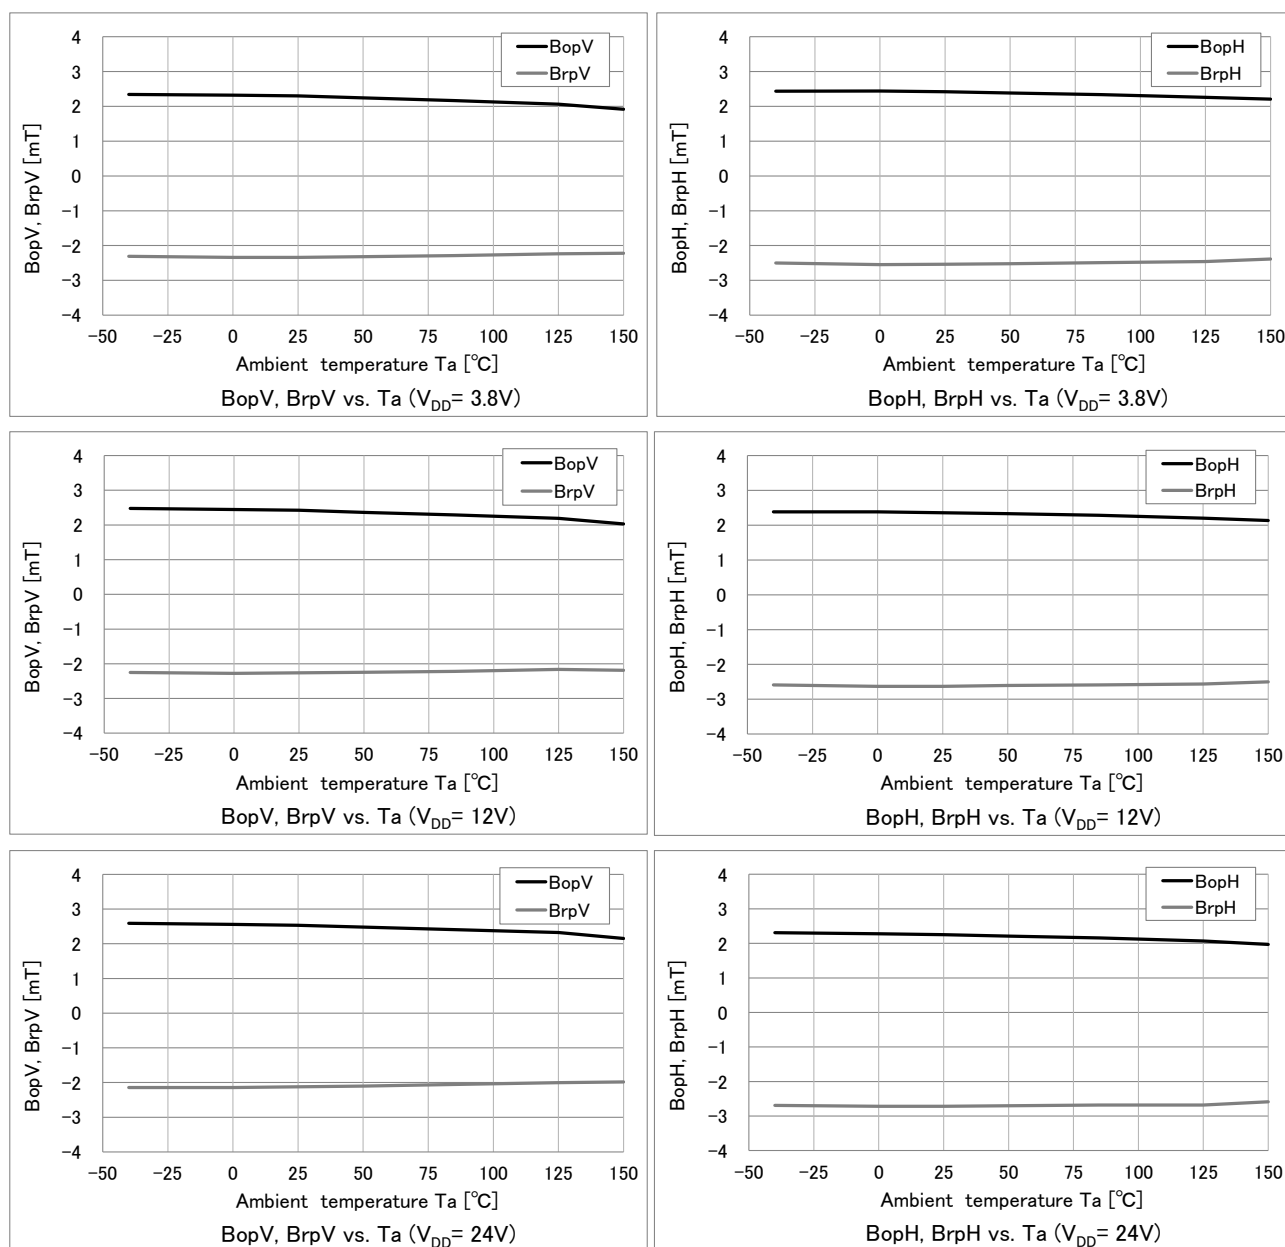 4
3
2
1
0
−1
−2
−3
−4
BopV, BrpV [mT]
BopV
BrpV
−50 −25 0 25 50 75 100 125 150
Ambient temperature Ta [℃]
BopV, BrpV vs. Ta (VDD= 3.8V)
4
3
2
1
0
−1
−2
−3
−4
BopH, BrpH [mT]
BopH
BrpH
−50 −25 0 25 50 75 100 125 150
Ambient temperature Ta [℃]
BopH, BrpH vs. Ta (VDD= 3.8V)
4
3
2
1
0
−1
−2
−3
−4
BopV, BrpV [mT]
BopV
BrpV
−50 −25 0 25 50 75 100 125 150
Ambient temperature Ta [℃]
BopV, BrpV vs. Ta (VDD= 12V)
4
3
2
1
0
−1
−2
−3
−4
BopH, BrpH [mT]
BopH
BrpH
−50 −25 0 25 50 75 100 125 150
Ambient temperature Ta [℃]
BopH, BrpH vs. Ta (VDD= 12V)
4
3
2
1
0
−1
−2
−3
−4
BopV, BrpV [mT]
BopV
BrpV
−50 −25 0 25 50 75 100 125 150
Ambient temperature Ta [℃]
BopV, BrpV vs. Ta (VDD= 24V)
4
3
2
1
0
−1
−2
−3
−4
BopH, BrpH [mT]
BopH
BrpH
−50 −25 0 25 50 75 100 125 150
Ambient temperature Ta [℃]
BopH, BrpH vs. Ta (VDD= 24V)